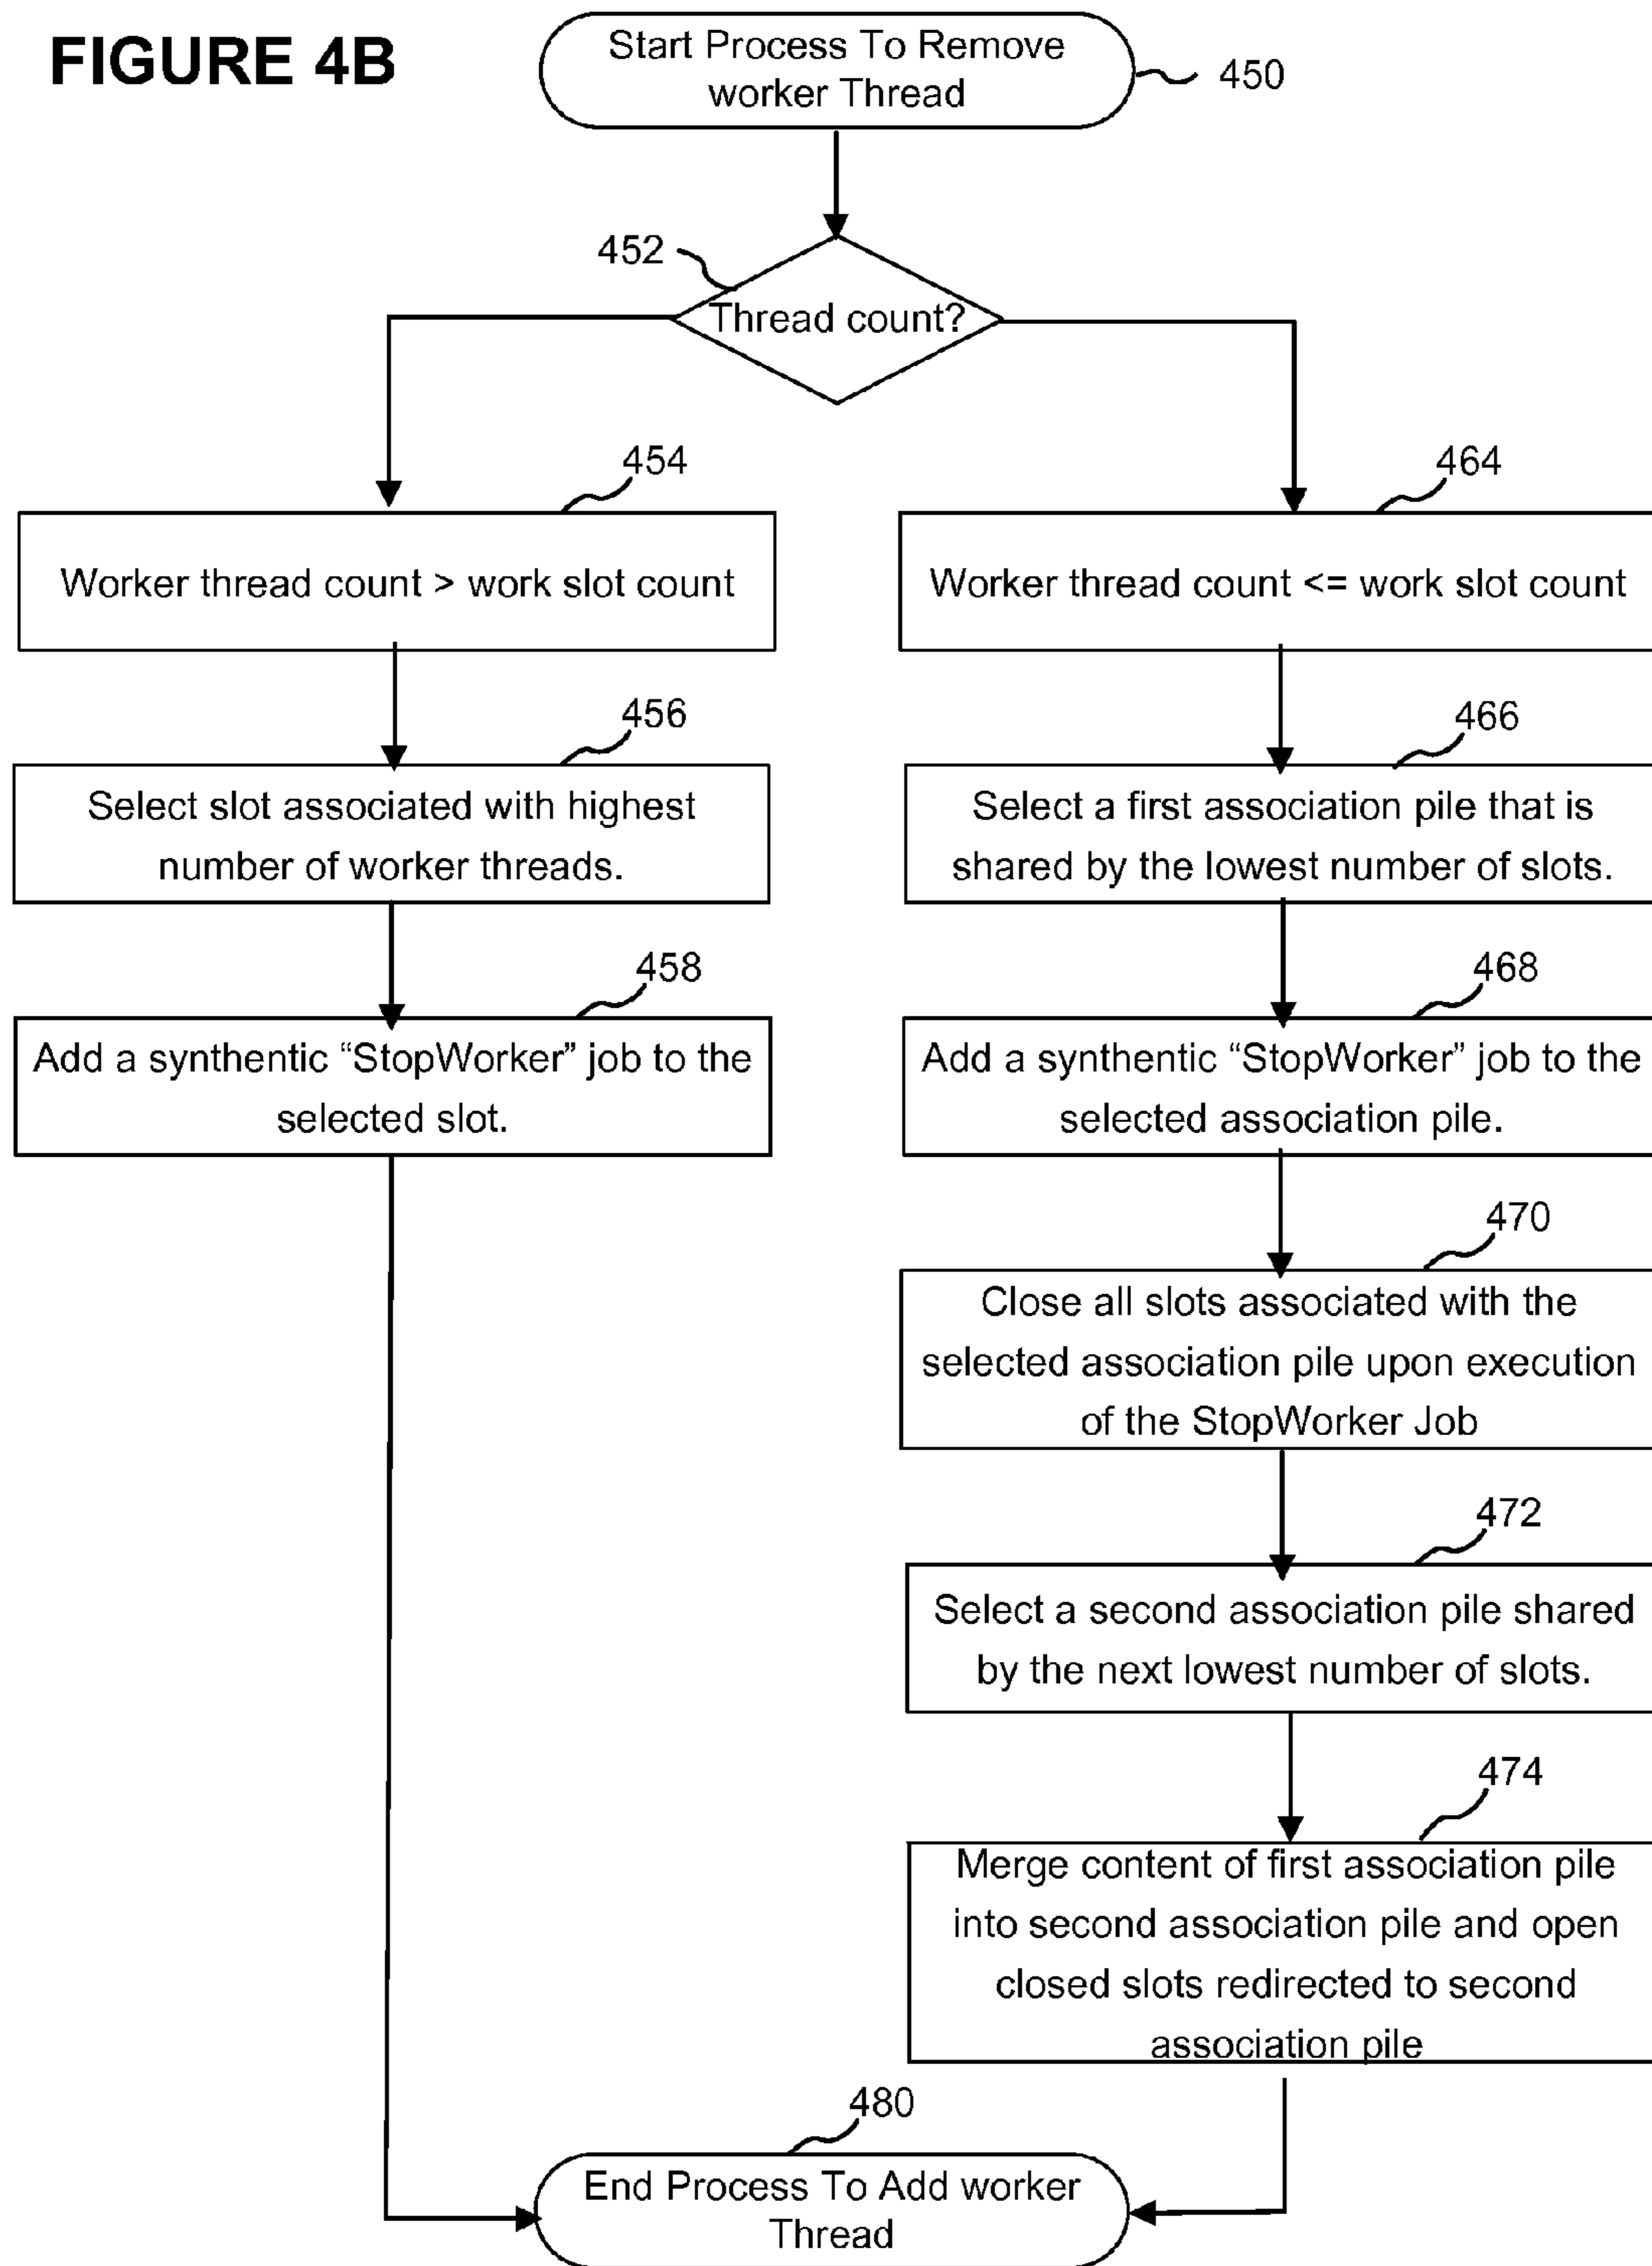 FIGURE 4B
Start Process To Remove
worker Thread
450
452
Thread count?
454
Worker thread count > work slot count
464
Worker thread count <= work slot count
456
Select slot associated with highest
number of worker threads.
466
Select a first association pile that is
shared by the lowest number of slots.
458
Add a synthentic “StopWorker” job to the
selected slot.
468
Add a synthentic “StopWorker” job to the
selected association pile.
470
Close all slots associated with the
selected association pile upon execution
of the StopWorker Job
472
Select a second association pile shared
by the next lowest number of slots.
474
Merge content of first association pile
into second association pile and open
closed slots redirected to second
association pile
480
End Process To Add worker
Thread